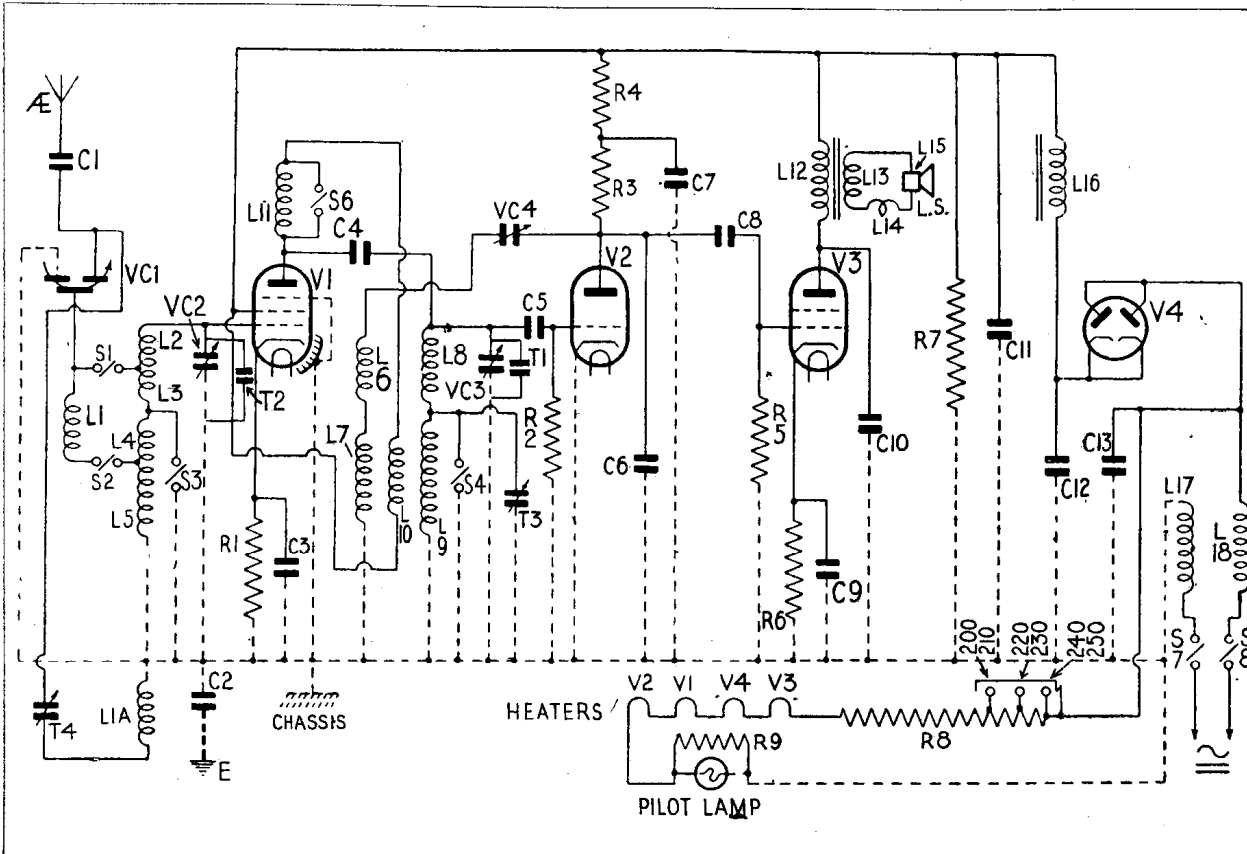 Æ
C1
VC1
VC2
S1
L2
L3
L1
L4
S2
S3
L5
T2
T4
L1A
R1
C3
C2
E
CHASSIS
L11
S6
C4
V1
VC4
L6
L7
L10
L8
L9
C5
VC3
T1
R2
S4
T3
R4
R3
C7
V2
C6
C8
L12
L13
L15
L14
L.S.
V3
R5
R6
C9
C10
R7
C11
L16
V4
C12
C13
L17
L18
S7
S8
200
210
220
230
240
250
HEATERS
V2
V1
V4
V3
R8
R9
PILOT LAMP